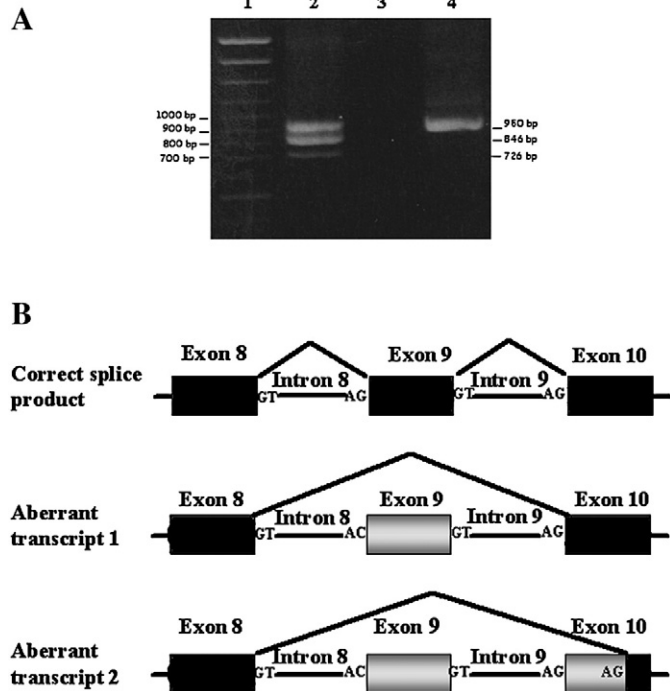 A
1 2 3 4
1000 bp
900 bp
800 bp
700 bp
980 bp
846 bp
726 bp
B
Correct splice
product
Exon 8 Exon 9 Exon 10
Intron 8 Intron 9
GT AG GT AG
Aberrant
transcript 1
Exon 8 Exon 9 Exon 10
Intron 8 Intron 9
GT AC GT AG
Aberrant
transcript 2
Exon 8 Exon 9 Exon 10
Intron 8 Intron 9
GT AC GT AG AG